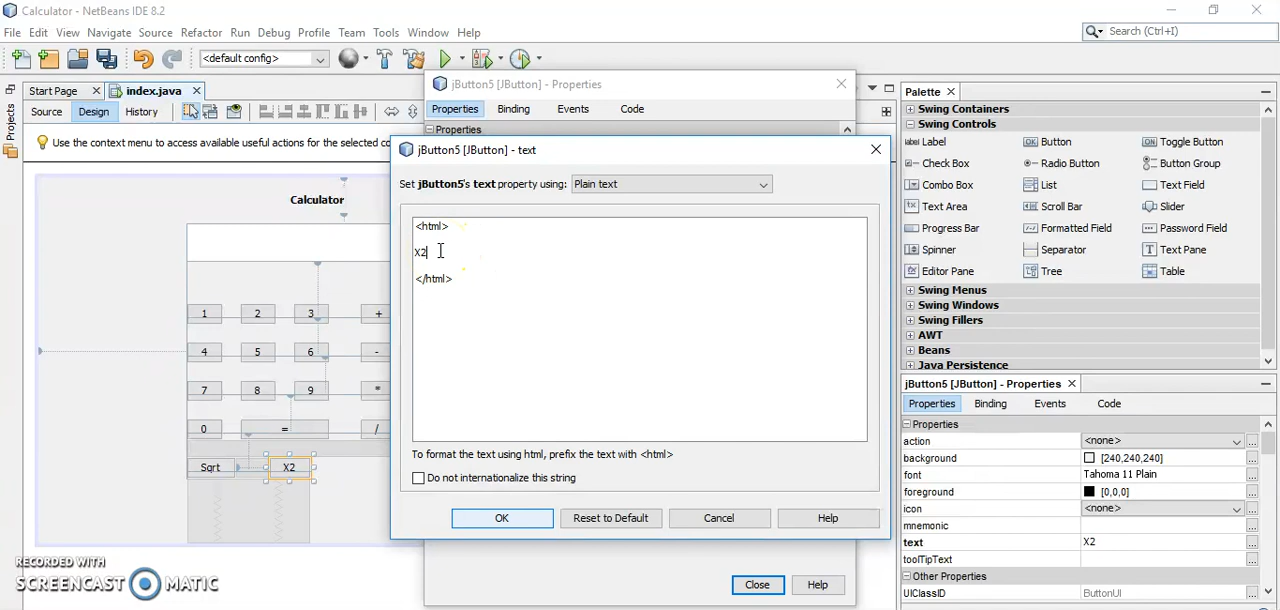 Calculator - NetBeans IDE 8.2
File Edit View Navigate Source Refactor Run Debug Profile Team Tools Window Help
Search (Ctrl+I)
<default config>
Start Page
index.java
Source Design History
Projects
Use the context menu to access available useful actions for the selected co
Calculator
1 2 3 +
4 5 6 -
7 8 9 *
0 = /
Sqrt X2
jButton5 [JButton] - Properties
Properties Binding Events Code
Properties
jButton5 [JButton] - text
Set jButton5's text property using: Plain text
<html>
X2
</html>
To format the text using html, prefix the text with <html>
Do not internationalize this string
OK Reset to Default Cancel Help
Close Help
Palette
Swing Containers
Swing Controls
label Label OK Button ON Toggle Button
Check Box Radio Button Button Group
Combo Box List Text Field
Text Area Scroll Bar Slider
Progress Bar Formatted Field Password Field
Spinner Separator T Text Pane
Editor Pane Tree Table
Swing Menus
Swing Windows
Swing Fillers
AWT
Beans
Java Persistence
jButton5 [JButton] - Properties
Properties Binding Events Code
Properties
action <none> ...
background [240,240,240] ...
font Tahoma 11 Plain ...
foreground [0,0,0] ...
icon <none> ...
mnemonic ...
text X2 ...
toolTipText ...
Other Properties
UIClassID ButtonUI ...
RECORDED WITH
SCREENCAST MATIC